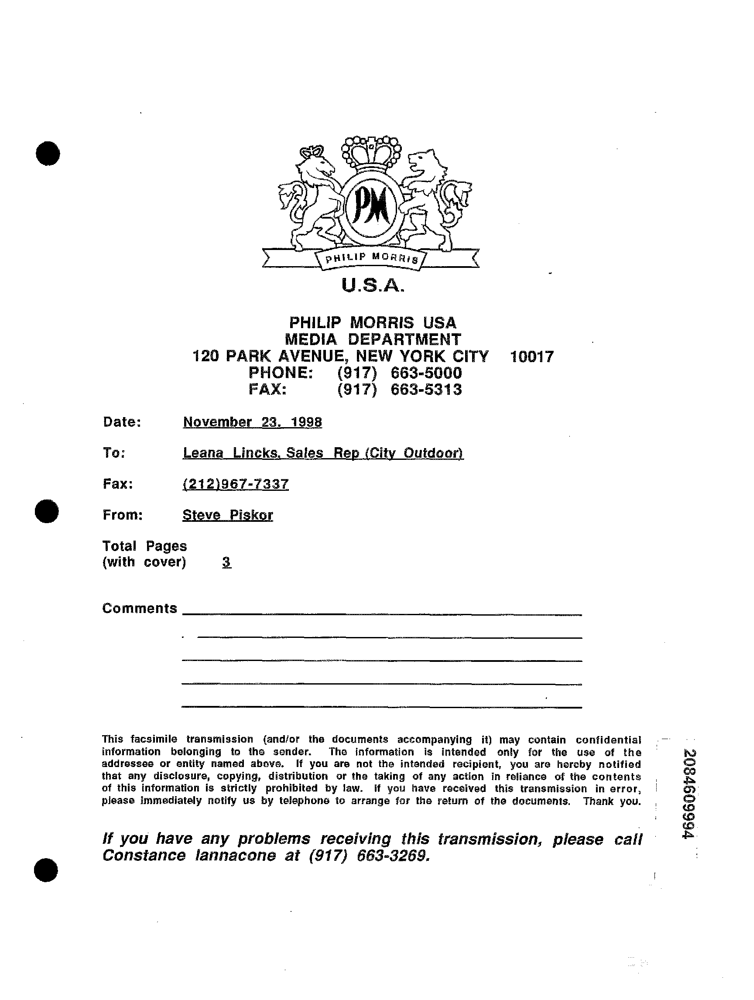 PM
PHILIP MORRIS
U.S.A.
PHILIP MORRIS USA
MEDIA DEPARTMENT
120 PARK AVENUE, NEW YORK CITY 10017
PHONE: (917) 663-5000
FAX: (917) 663-5313
Date: November 23, 1998
To: Leana Lincks, Sales Rep (City Outdoor)
Fax: (212)967-7337
From: Steve Piskor
Total Pages
(with cover) 3
Comments
This facsimile transmission (and/or the documents accompanying it) may contain confidential
information belonging to the sender. The information is intended only for the use of the
addressee or entity named above. If you are not the intended recipient, you are hereby notified
that any disclosure, copying, distribution or the taking of any action in reliance of the contents
of this information is strictly prohibited by law. If you have received this transmission in error,
please immediately notify us by telephone to arrange for the return of the documents. Thank you.
If you have any problems receiving this transmission, please call
Constance Iannacone at (917) 663-3269.
2084609994